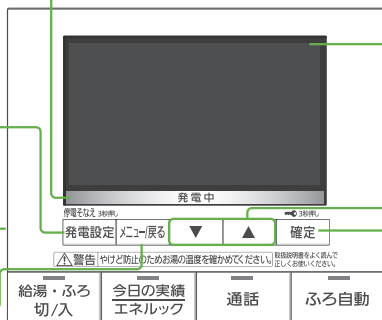 発電中
停電そなえ 3秒押し 3秒押し
発電設定 メニュー/戻る ▼ ▲ 確定
警告 やけど防止のためお湯の温度を確かめてください。 取扱説明書をよく読んで
正しくお使いください。
給湯・ふろ 今日の実績 通話 ふろ自動
切/入 エネルック